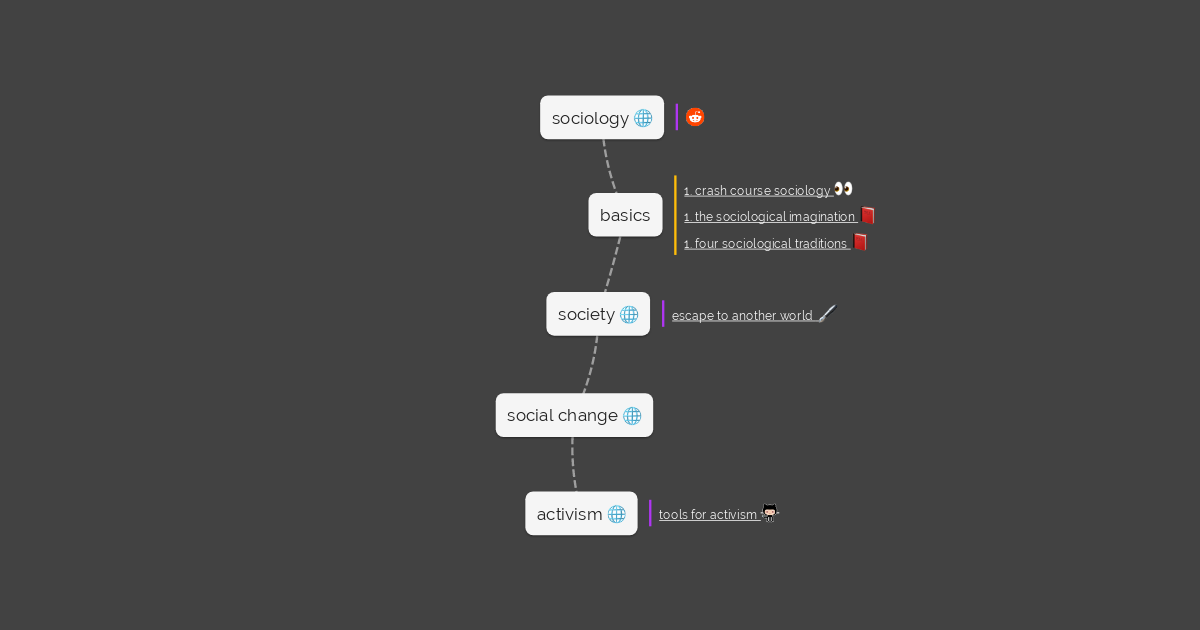 sociology
basics
1. crash course sociology
1. the sociological imagination
1. four sociological traditions
society
escape to another world
social change
activism
tools for activism